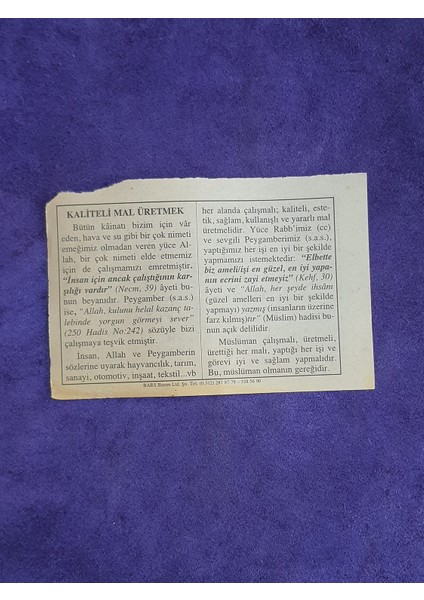 KALİTELİ MAL ÜRETMEK
Bütün kâinatı bizim için vâr
eden, hava ve su gibi bir çok nimeti
emeğimiz olmadan veren yüce Al-
lah, bir çok nimeti elde etmemiz
için de çalışmamızı emretmiştir.
"İnsan için ancak çalıştığının kar-
şılığı vardır" (Necm, 39) âyeti bu-
nun beyanıdır. Peygamber (s.a.s.)
ise, "Allah, kulunu helal kazanç ta-
lebinde yorgun görmeyi sever"
(250 Hadis No:242) sözüyle bizi
çalışmaya teşvik etmiştir.
İnsan, Allah ve Peygamberin
sözlerine uyarak hayvancılık, tarım,
sanayi, otomotiv, inşaat, tekstil...vb
her alanda çalışmalı; kaliteli, este-
tik, sağlam, kullanışlı ve yararlı mal
üretmelidir. Yüce Rabb'imiz (cc)
ve sevgili Peygamberimiz (s.a.s.),
yaptığımız her işi en iyi bir şekilde
yapmamızı istemektedir: "Elbette
biz ameli/işi en güzel, en iyi yapa-
nın ecrini zayi etmeyiz" (Kehf, 30)
âyeti ve "Allah, her şeyde ihsânı
(güzel amelleri en iyi bir şekilde
yapmayı) yazmış (insanların üzerine
farz kılmış)tır" (Müslim) hadisi bu-
nun açık delilidir.
Müslüman çalışmalı, üretmeli,
ürettiği her malı, yaptığı her işi ve
görevi iyi ve sağlam yapmalıdır.
Bu, müslüman olmanın gereğidir.